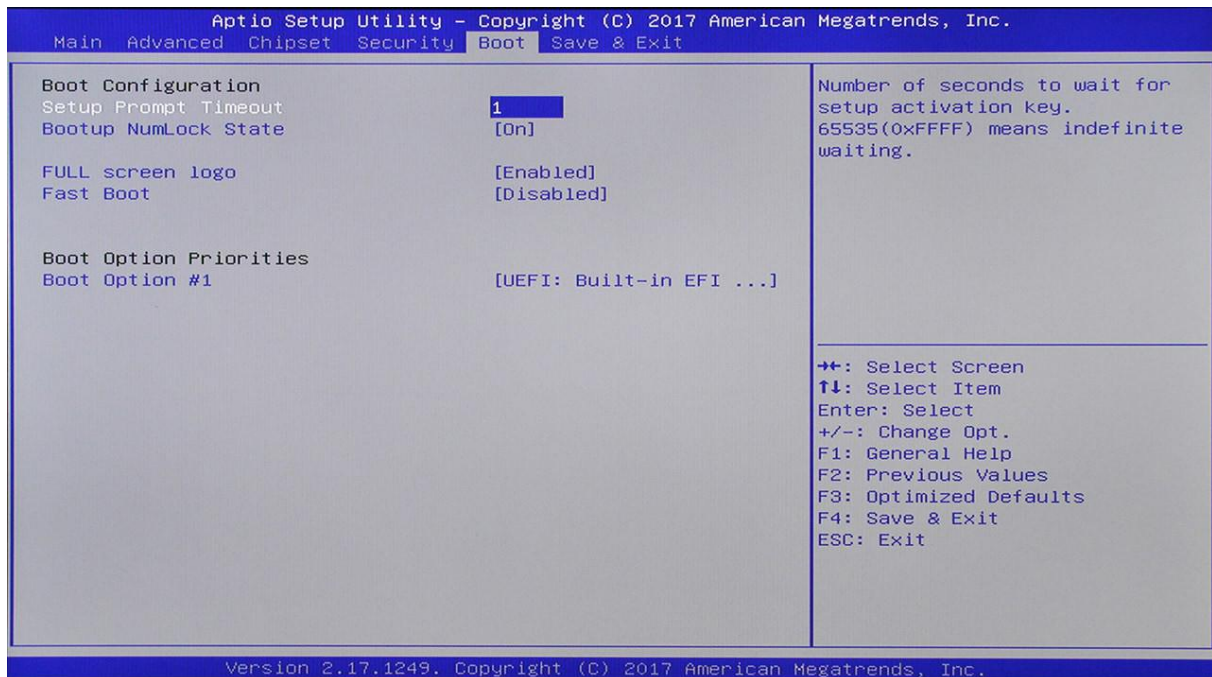 Aptio Setup Utility – Copyright (C) 2017 American Megatrends, Inc.
Main Advanced Chipset Security Boot Save & Exit
Boot Configuration
Setup Prompt Timeout 1
Bootup NumLock State [On]
FULL screen logo [Enabled]
Fast Boot [Disabled]
Boot Option Priorities
Boot Option #1 [UEFI: Built-in EFI ...]
Number of seconds to wait for
setup activation key.
65535(0xFFFF) means indefinite
waiting.
→←: Select Screen
↑↓: Select Item
Enter: Select
+/-: Change Opt.
F1: General Help
F2: Previous Values
F3: Optimized Defaults
F4: Save & Exit
ESC: Exit
Version 2.17.1249. Copyright (C) 2017 American Megatrends, Inc.